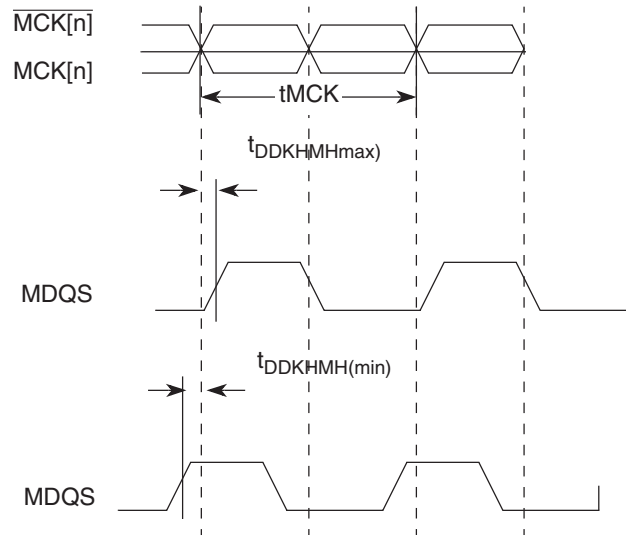 MCK[n]
MCK[n]
tMCK
tDDKHMHmax)
MDQS
tDDKHMH(min)
MDQS